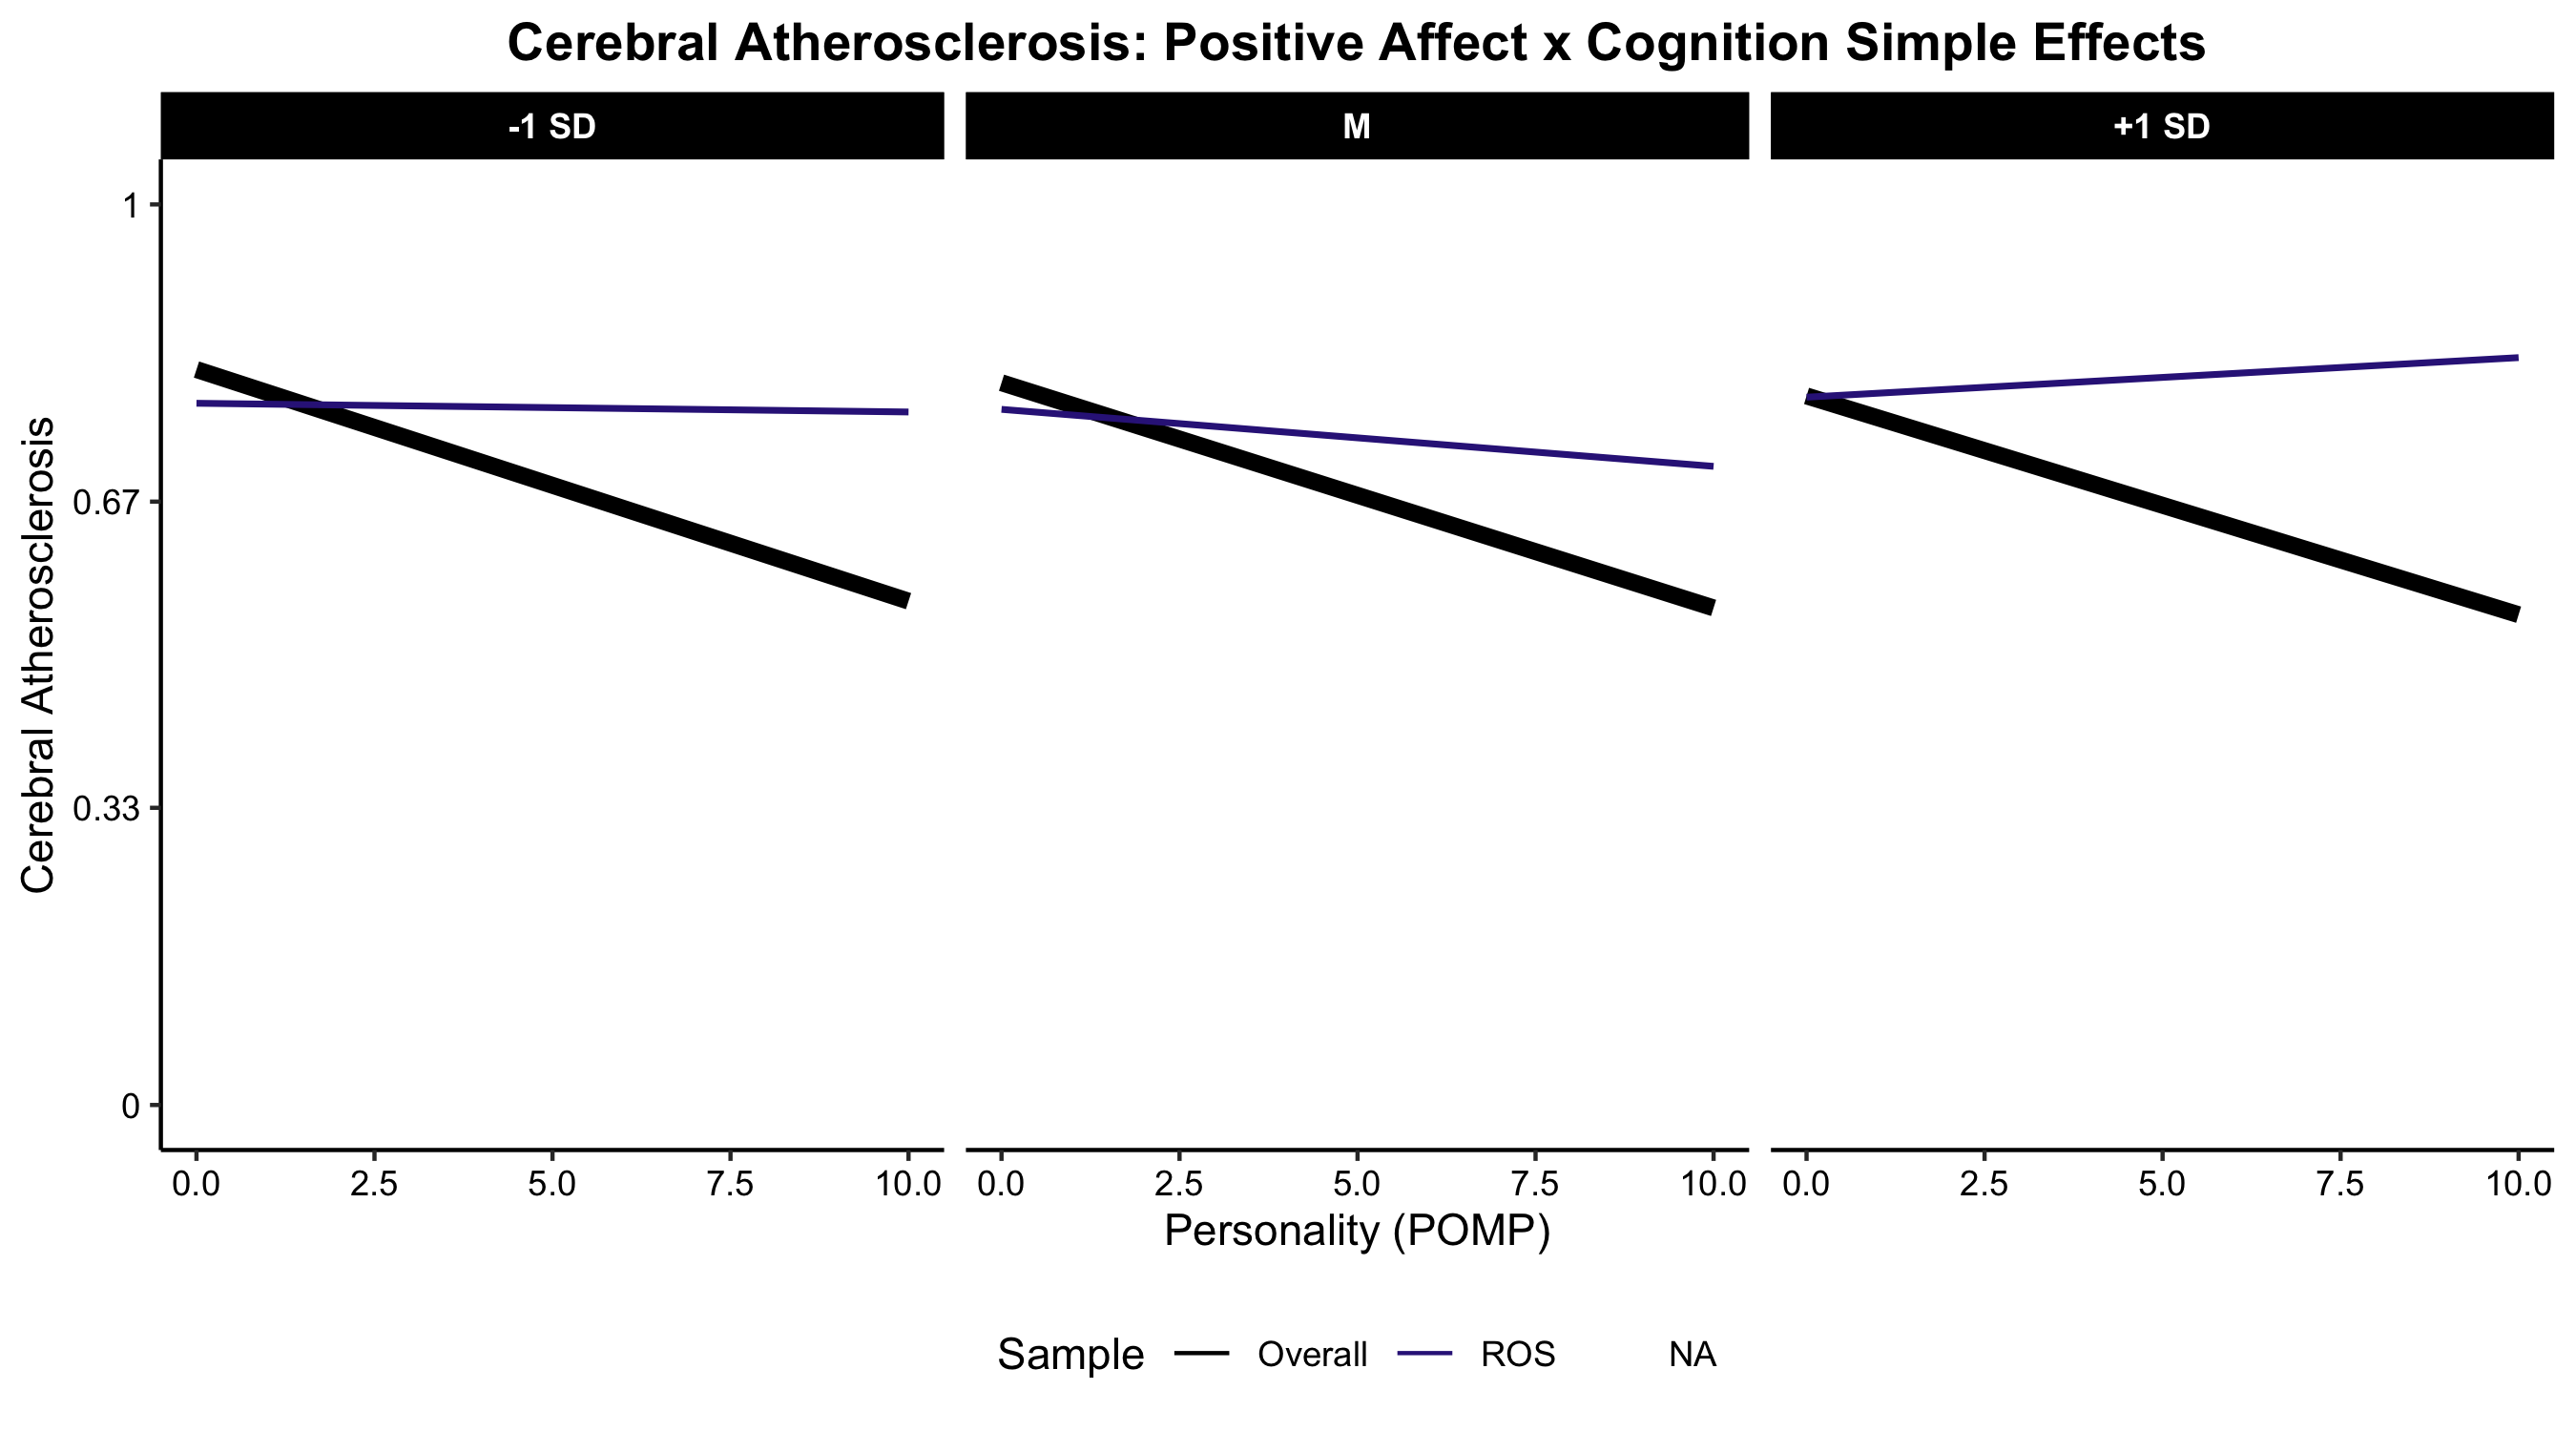 Cerebral Atherosclerosis: Positive Affect x Cognition Simple Effects
-1 SD
M
+1 SD
Cerebral Atherosclerosis
1
0.67
0.33
0
0.0 2.5 5.0 7.5 10.0
0.0 2.5 5.0 7.5 10.0
0.0 2.5 5.0 7.5 10.0
Personality (POMP)
Sample Overall ROS NA